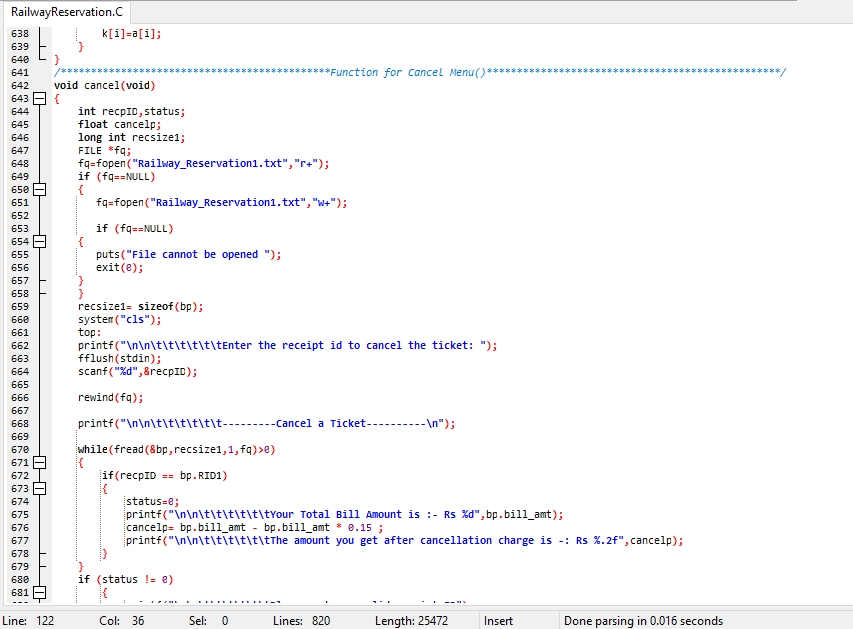 RailwayReservation.C
638 k[i]=a[i];
639 }
640 }
641 /*********************************************Function for Cancel Menu()*************************************************/
642 void cancel(void)
643 {
644 int recpID,status;
645 float cancelp;
646 long int recsize1;
647 FILE *fq;
648 fq=fopen("Railway_Reservation1.txt","r+");
649 if (fq==NULL)
650 {
651 fq=fopen("Railway_Reservation1.txt","w+");
652
653 if (fq==NULL)
654 {
655 puts("File cannot be opened ");
656 exit(0);
657 }
658 }
659 recsize1= sizeof(bp);
660 system("cls");
661 top:
662 printf("\n\n\t\t\t\t\t\tEnter the receipt id to cancel the ticket: ");
663 fflush(stdin);
664 scanf("%d",&recpID);
665
666 rewind(fq);
667
668 printf("\n\n\t\t\t\t\t\t---------Cancel a Ticket----------\n");
669
670 while(fread(&bp,recsize1,1,fq)>0)
671 {
672 if(recpID == bp.RID1)
673 {
674 status=0;
675 printf("\n\n\t\t\t\t\t\tYour Total Bill Amount is :- Rs %d",bp.bill_amt);
676 cancelp= bp.bill_amt - bp.bill_amt * 0.15 ;
677 printf("\n\n\t\t\t\t\t\tThe amount you get after cancellation charge is -: Rs %.2f",cancelp);
678 }
679 }
680 if (status != 0)
681 {
Line: 122 Col: 36 Sel: 0 Lines: 820 Length: 25472 Insert Done parsing in 0.016 seconds